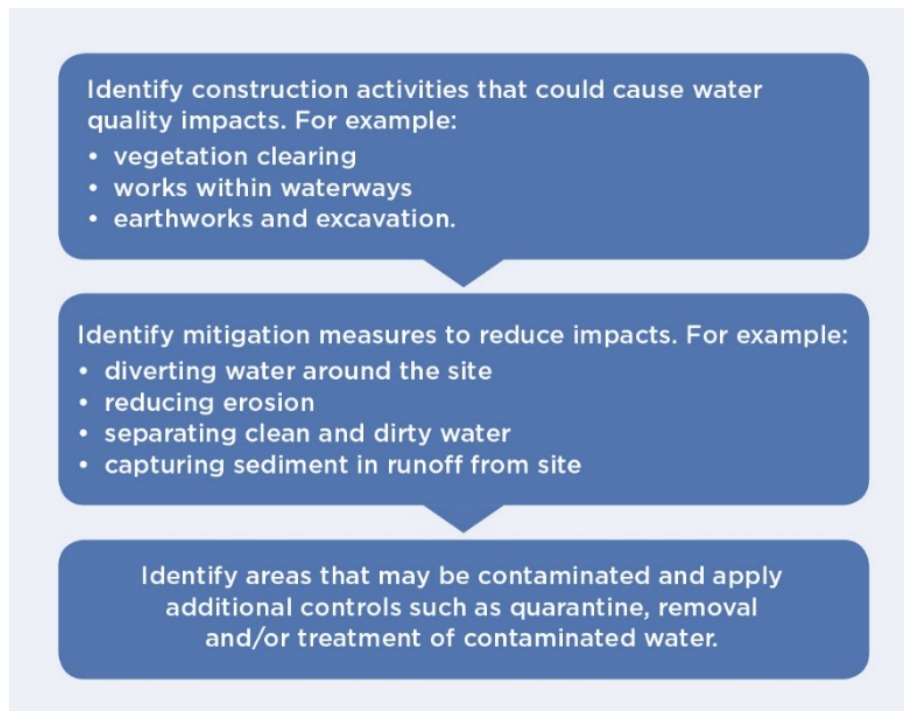 Identify construction activities that could cause water
quality impacts. For example:
• vegetation clearing
• works within waterways
• earthworks and excavation.
Identify mitigation measures to reduce impacts. For example:
• diverting water around the site
• reducing erosion
• separating clean and dirty water
• capturing sediment in runoff from site
Identify areas that may be contaminated and apply
additional controls such as quarantine, removal
and/or treatment of contaminated water.